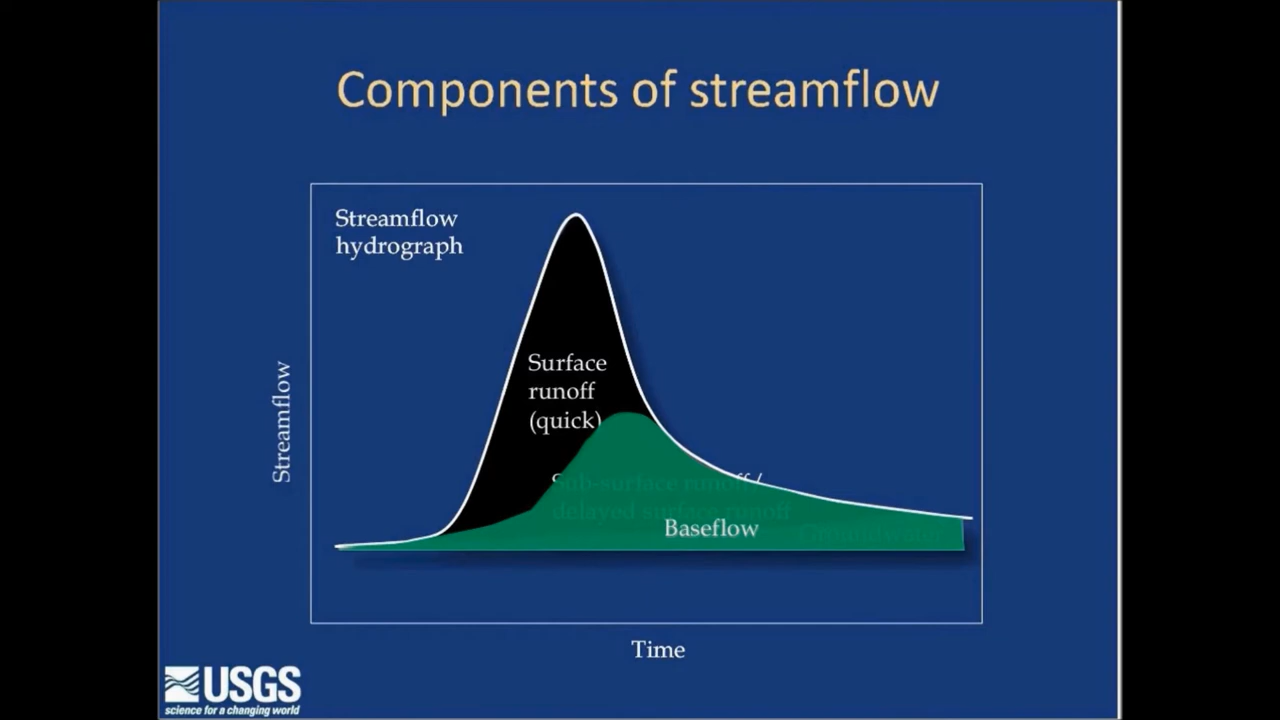 Components of streamflow
Streamflow
hydrograph
Surface
runoff
(quick)
Sub-surface runoff/
delayed surface runoff
Baseflow
Groundwater
Streamflow
Time
USGS
science for a changing world